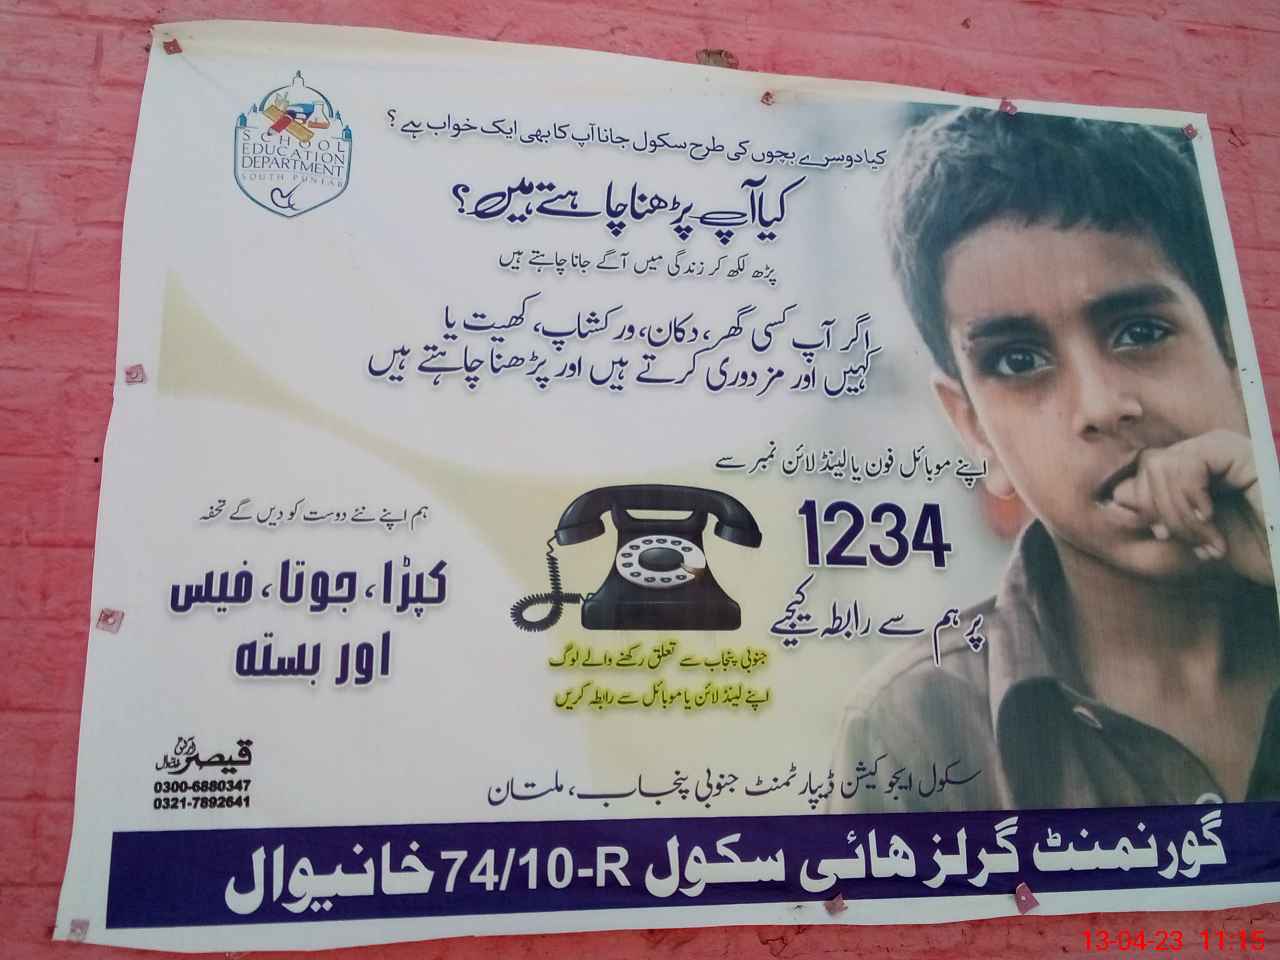 SCHOOL
EDUCATION
DEPARTMENT
SOUTH PUNJAB
کیا دوسرے بچوں کی طرح سکول جانا آپ کا بھی ایک خواب ہے ؟
کیا آپ پڑھنا چاہتے ہیں؟
پڑھ لکھ کر زندگی میں آگے جانا چاہتے ہیں
اگر آپ کسی گھر، دکان، ورکشاپ، کھیت یا
کہیں اور مزدوری کرتے ہیں اور پڑھنا چاہتے ہیں
اپنے موبائل فون یا لینڈ لائن نمبر سے
1234
پر ہم سے رابطہ کیجیے
ہم اپنے نئے دوست کو دیں گے تحفہ
کپڑا، جوتا، فیس
اور بستہ
جنوبی پنجاب سے تعلق رکھنے والے لوگ
اپنے لینڈ لائن یا موبائل سے رابطہ کریں
قیصر
0300-6880347
0321-7892641
سکول ایجوکیشن ڈیپارٹمنٹ جنوبی پنجاب، ملتان
گورنمنٹ گرلز ھائی سکول 74/10-R خانیوال
13-04-23 11:15